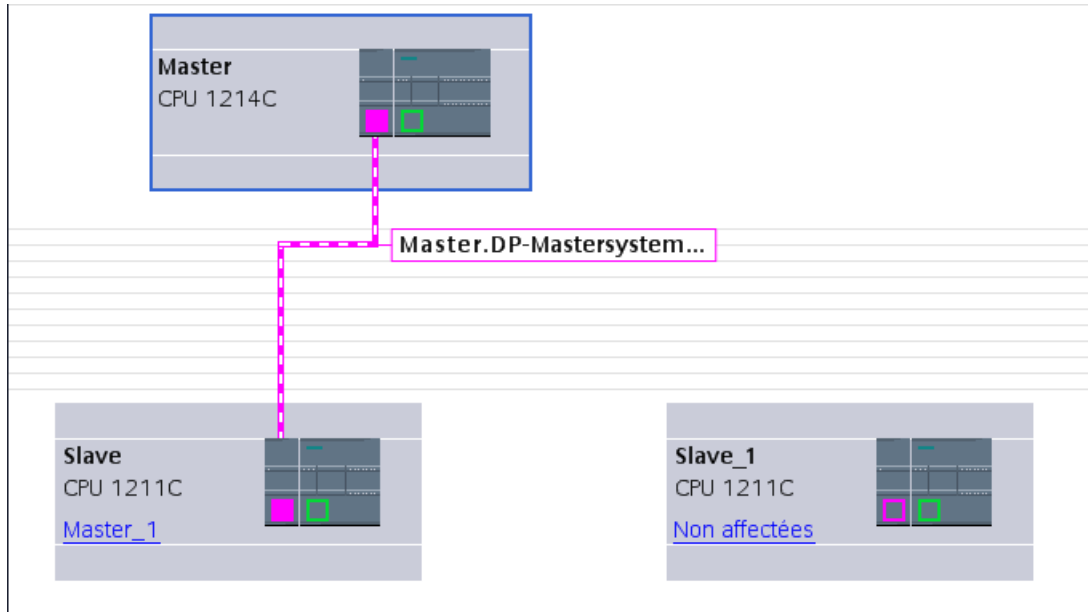 Master
CPU 1214C
Master.DP-Mastersystem...
Slave
CPU 1211C
Master_1
Slave_1
CPU 1211C
Non affectées